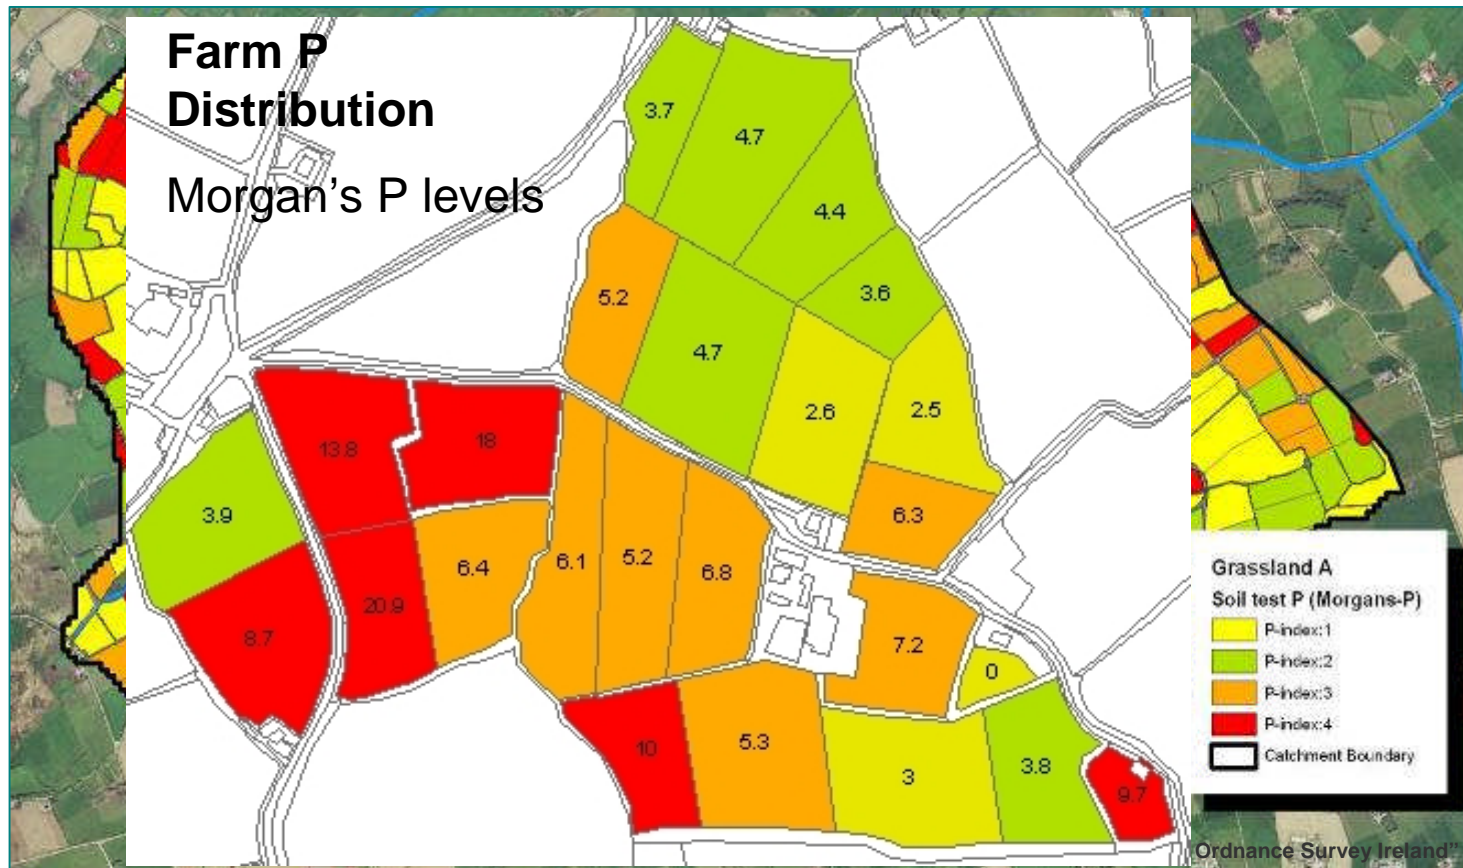 Farm P
Distribution
Morgan's P levels
3.7
4.7
4.4
3.6
5.2
4.7
2.6
2.5
13.8
18
3.9
6.3
6.4
6.1
5.2
6.8
20.9
8.7
7.2
0
10
5.3
3
3.8
9.7
Grassland A
Soil test P (Morgans-P)
P-index:1
P-index:2
P-index:3
P-index:4
Catchment Boundary
Ordnance Survey Ireland"